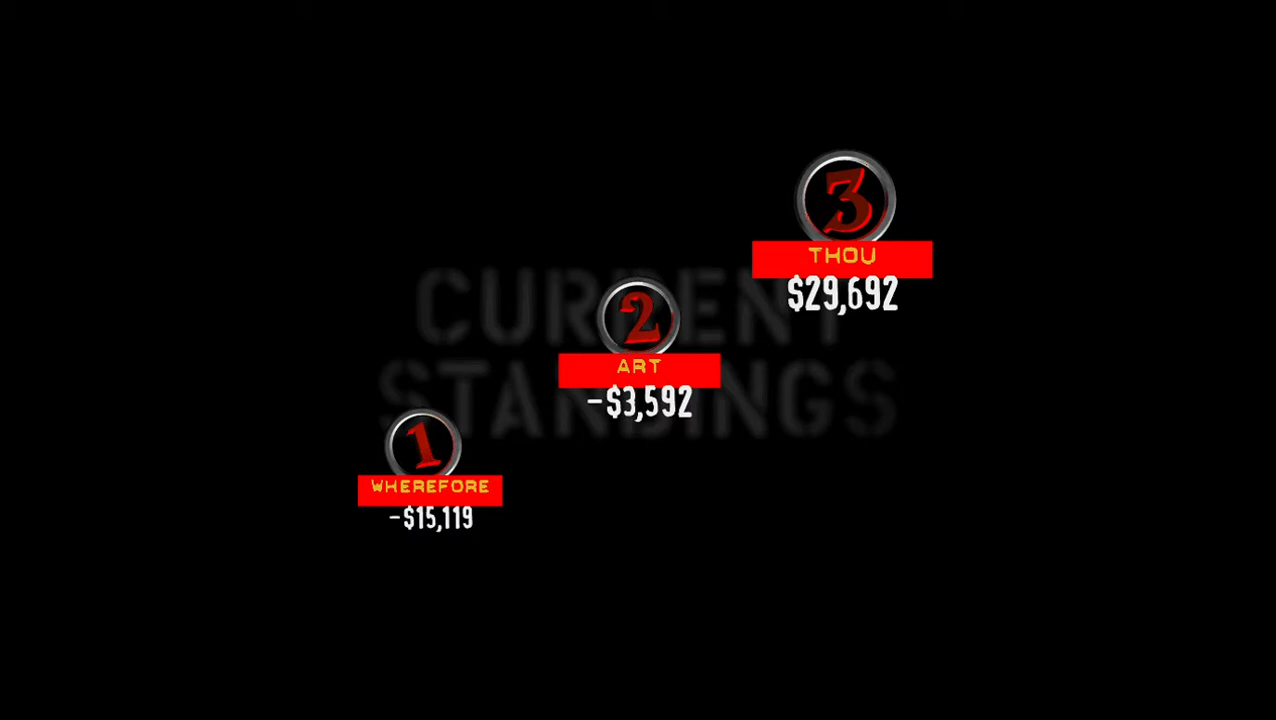 CURRENT
STANDINGS
3
THOU
$29,692
2
ART
-$3,592
1
WHEREFORE
-$15,119